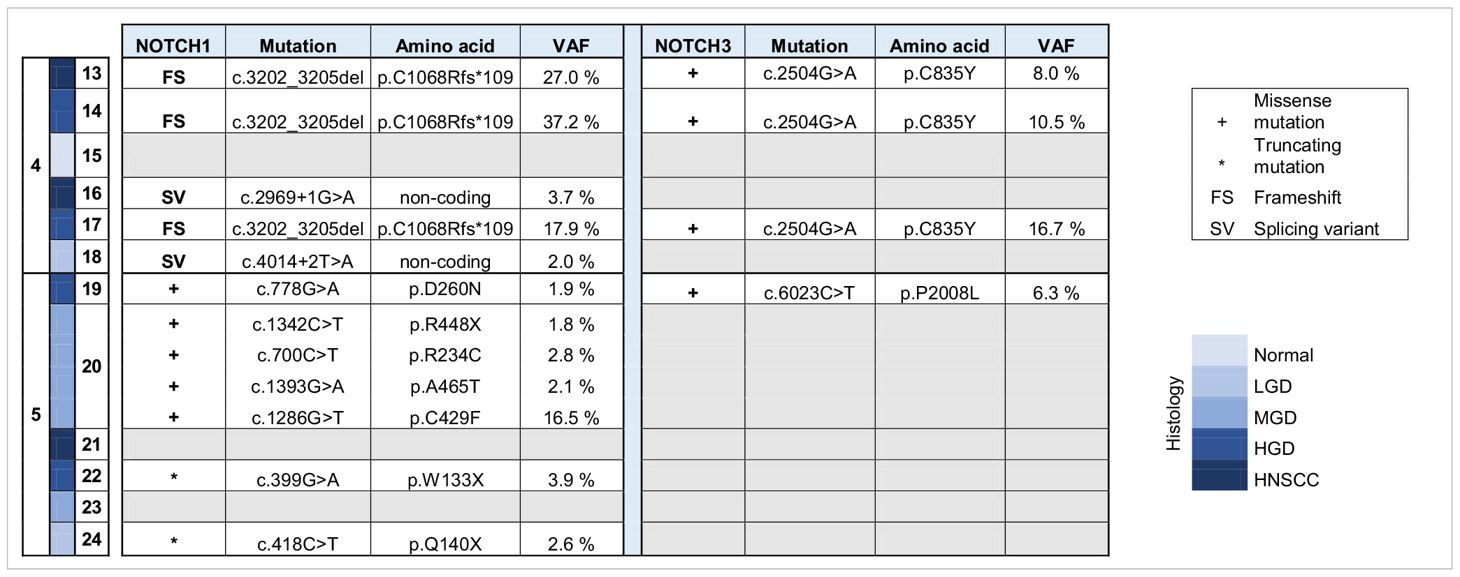 NOTCH1 Mutation Amino acid VAF NOTCH3 Mutation Amino acid VAF
4
13 FS c.3202_3205del p.C1068Rfs*109 27.0 % + c.2504G>A p.C835Y 8.0 %
14 FS c.3202_3205del p.C1068Rfs*109 37.2 % + c.2504G>A p.C835Y 10.5 %
15
16 SV c.2969+1G>A non-coding 3.7 %
17 FS c.3202_3205del p.C1068Rfs*109 17.9 % + c.2504G>A p.C835Y 16.7 %
18 SV c.4014+2T>A non-coding 2.0 %
5
19 + c.778G>A p.D260N 1.9 % + c.6023C>T p.P2008L 6.3 %
20
+ c.1342C>T p.R448X 1.8 %
+ c.700C>T p.R234C 2.8 %
+ c.1393G>A p.A465T 2.1 %
+ c.1286G>T p.C429F 16.5 %
21
22 * c.399G>A p.W133X 3.9 %
23
24 * c.418C>T p.Q140X 2.6 %
Missense
+ mutation
Truncating
* mutation
FS Frameshift
SV Splicing variant
Histology
Normal
LGD
MGD
HGD
HNSCC